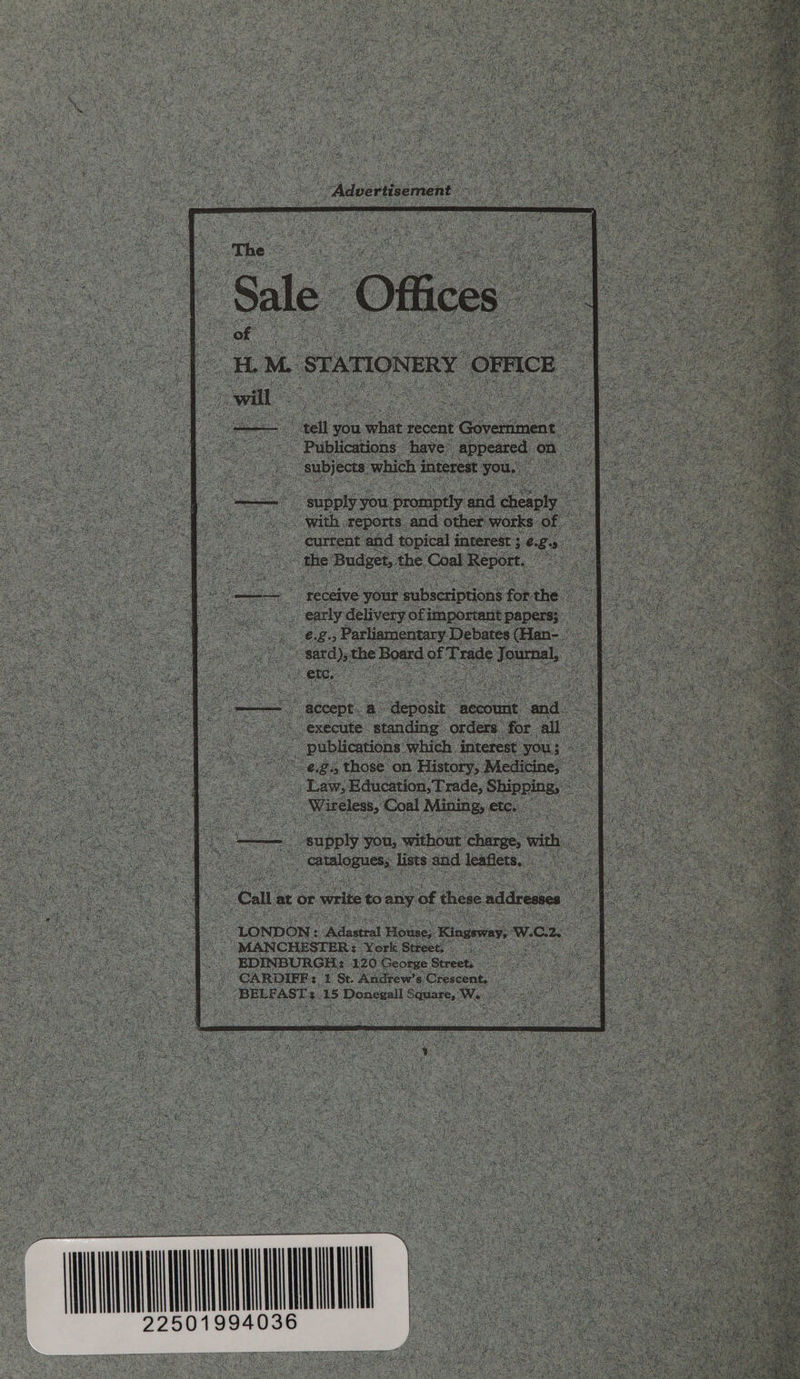 Advertisement
The
Sale Offices
of
H. M. STATIONERY OFFICE
will
—— tell you what recent Government
Publications have appeared on
subjects which interest you.
—— supply you promptly and cheaply
with reports and other works of
current and topical interest ; e.g.,
the Budget, the Coal Report.
—— receive your subscriptions for the
early delivery of important papers;
e.g., Parliamentary Debates (Han-
sard), the Board of Trade Journal,
etc.
—— accept a deposit account and
execute standing orders for all
publications which interest you;
e.g., those on History, Medicine,
Law, Education, Trade, Shipping,
Wireless, Coal Mining, etc.
—— supply you, without charge, with
catalogues, lists and leaflets.
Call at or write to any of these addresses
LONDON : Adastral House, Kingsway, W.C.2.
MANCHESTER : York Street.
EDINBURGH : 120 George Street.
CARDIFF : 1 St. Andrew's Crescent.
BELFAST : 15 Donegall Square, W.
22501994036